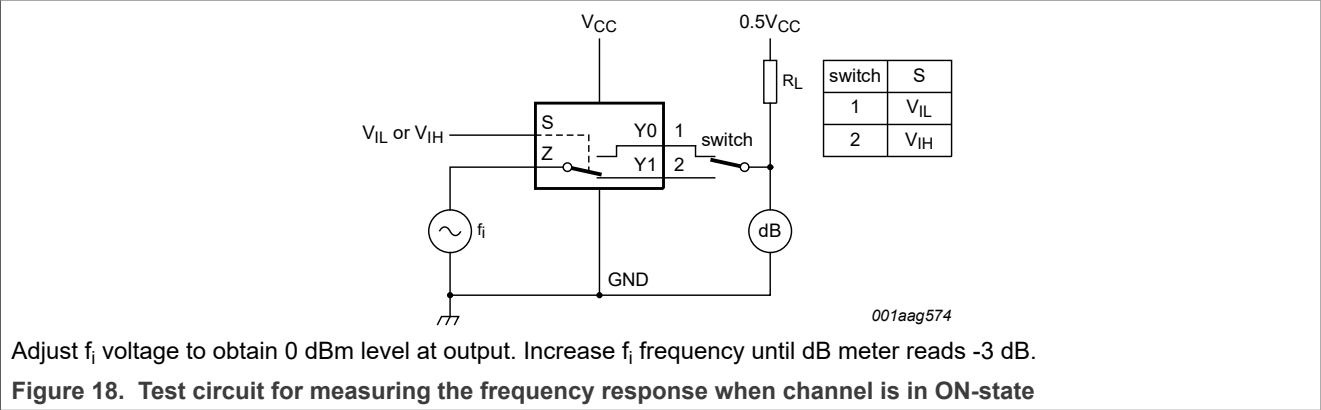 VCC
0.5VCC
RL
switch S
1 VIL
2 VIH
VIL or VIH
S
Y0 1
switch
Z
Y1 2
fi
dB
GND
001aag574
Adjust fi voltage to obtain 0 dBm level at output. Increase fi frequency until dB meter reads -3 dB.
Figure 18. Test circuit for measuring the frequency response when channel is in ON-state